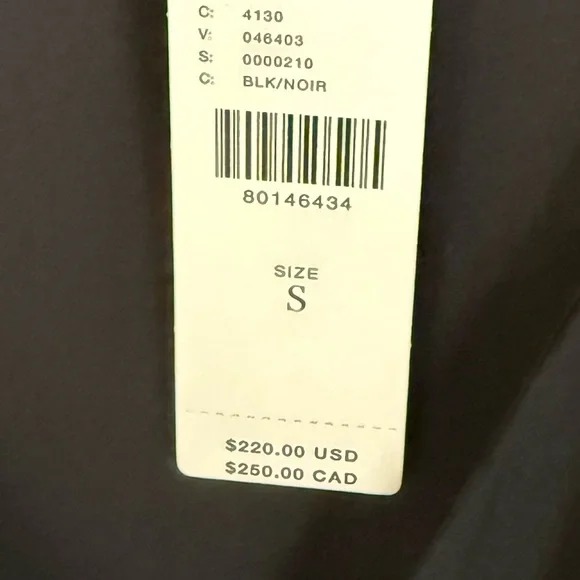 C: 4130
V: 046403
S: 0000210
C: BLK/NOIR
80146434
SIZE
S
$220.00 USD
$250.00 CAD